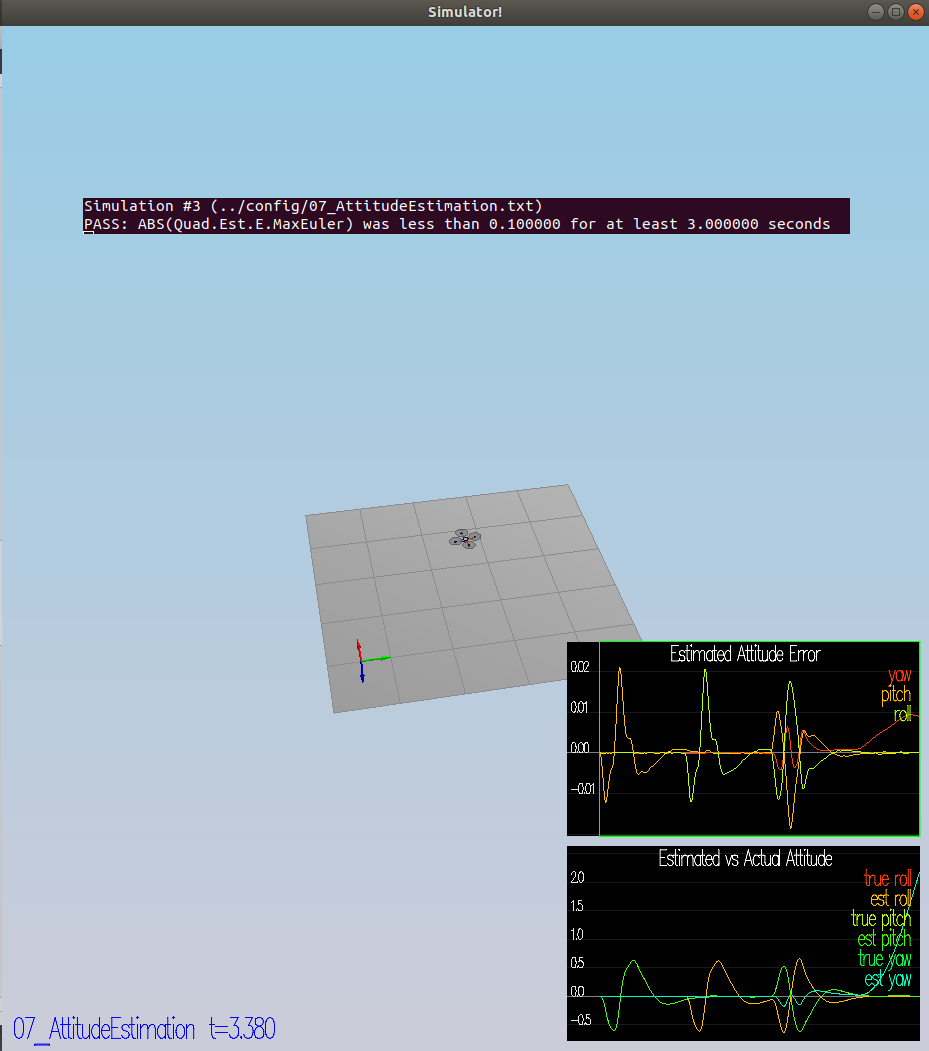 Simulator!
Simulation #3 (../config/07_AttitudeEstimation.txt)
PASS: ABS(Quad.Est.E.MaxEuler) was less than 0.100000 for at least 3.000000 seconds
Estimated Attitude Error
0.02
yaw
pitch
0.01
roll
0.00
-0.01
Estimated vs Actual Attitude
2.0
true roll
est roll
1.5
true pitch
1.0
est pitch
true yaw
0.5
est yaw
0.0
-0.5
07_AttitudeEstimation t=3.380